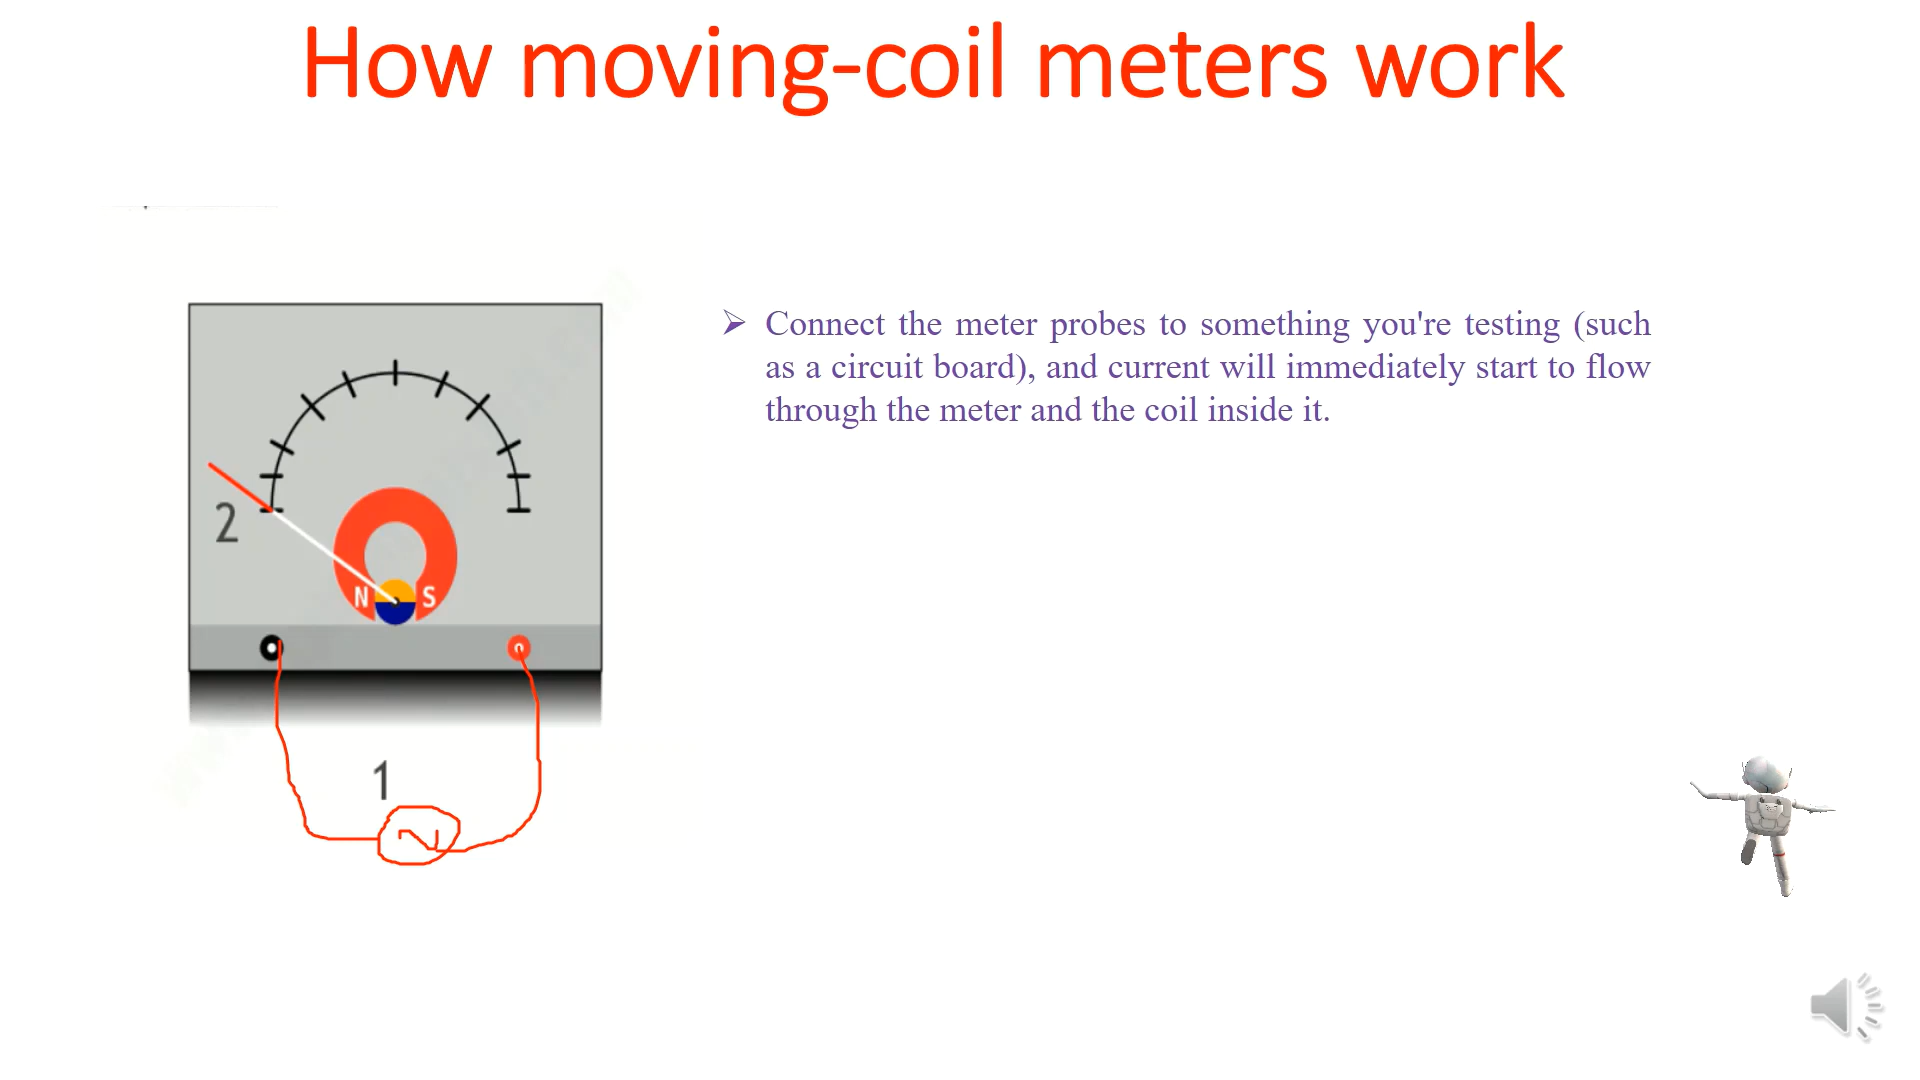 How moving-coil meters work
➢ Connect the meter probes to something you're testing (such
as a circuit board), and current will immediately start to flow
through the meter and the coil inside it.
2
N S
1